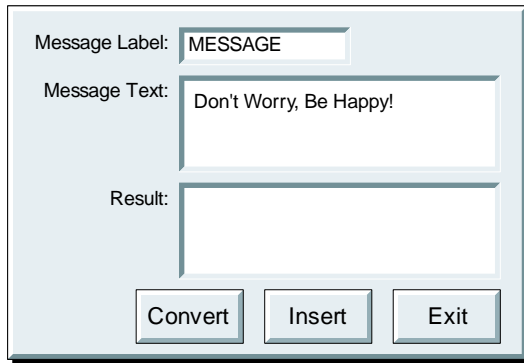 Message Label: MESSAGE
Message Text: Don't Worry, Be Happy!
Result:
Convert Insert Exit